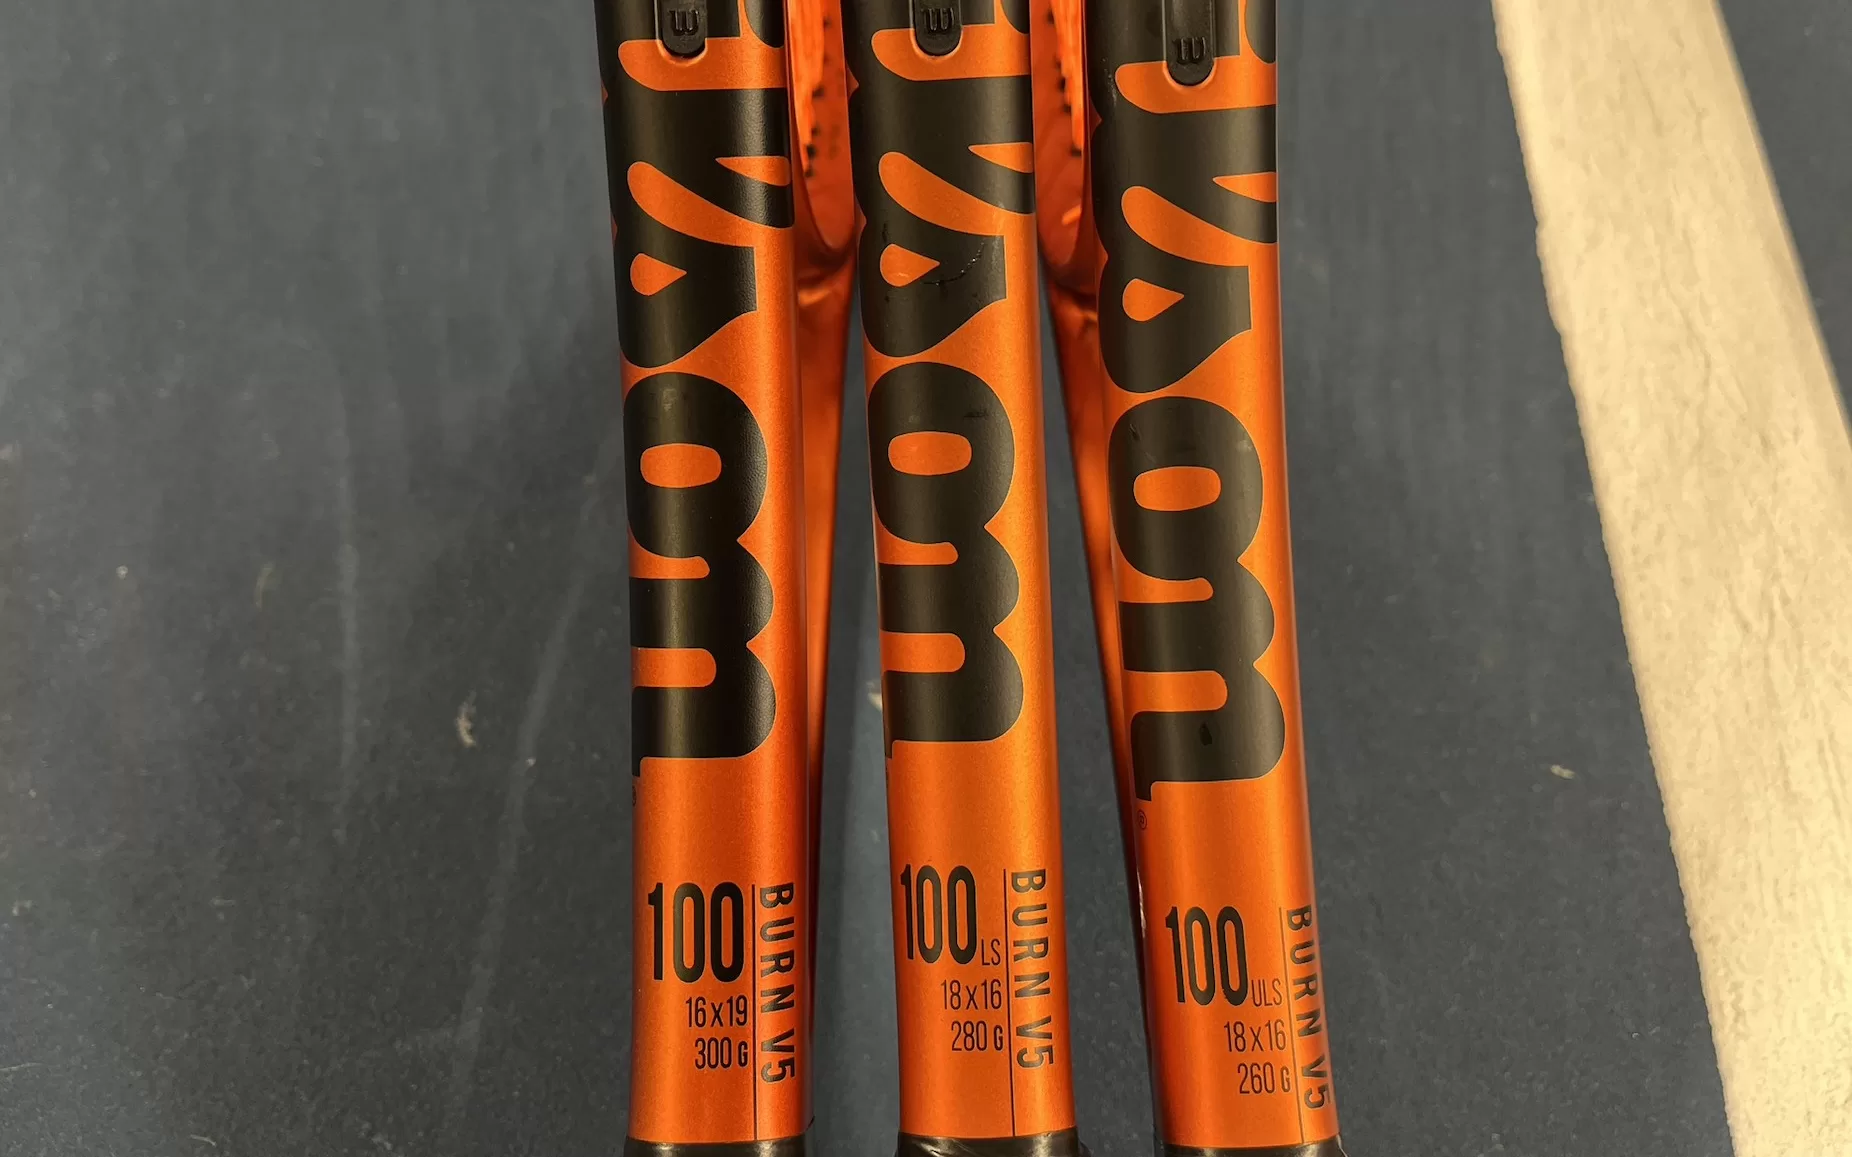 Wilson
100
16x19
300 G
BURN V5
Wilson
100 LS
18x16
280 G
BURN V5
Wilson
®
100 ULS
18x16
260 G
BURN V5